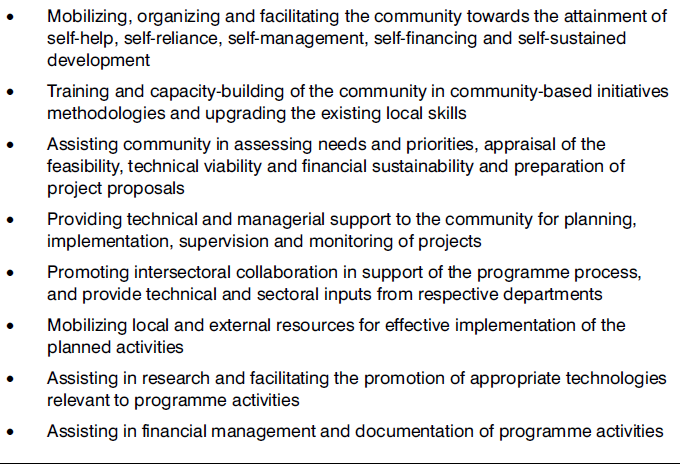 • Mobilizing, organizing and facilitating the community towards the attainment of
self-help, self-reliance, self-management, self-financing and self-sustained
development
• Training and capacity-building of the community in community-based initiatives
methodologies and upgrading the existing local skills
• Assisting community in assessing needs and priorities, appraisal of the
feasibility, technical viability and financial sustainability and preparation of
project proposals
• Providing technical and managerial support to the community for planning,
implementation, supervision and monitoring of projects
• Promoting intersectoral collaboration in support of the programme process,
and provide technical and sectoral inputs from respective departments
• Mobilizing local and external resources for effective implementation of the
planned activities
• Assisting in research and facilitating the promotion of appropriate technologies
relevant to programme activities
• Assisting in financial management and documentation of programme activities